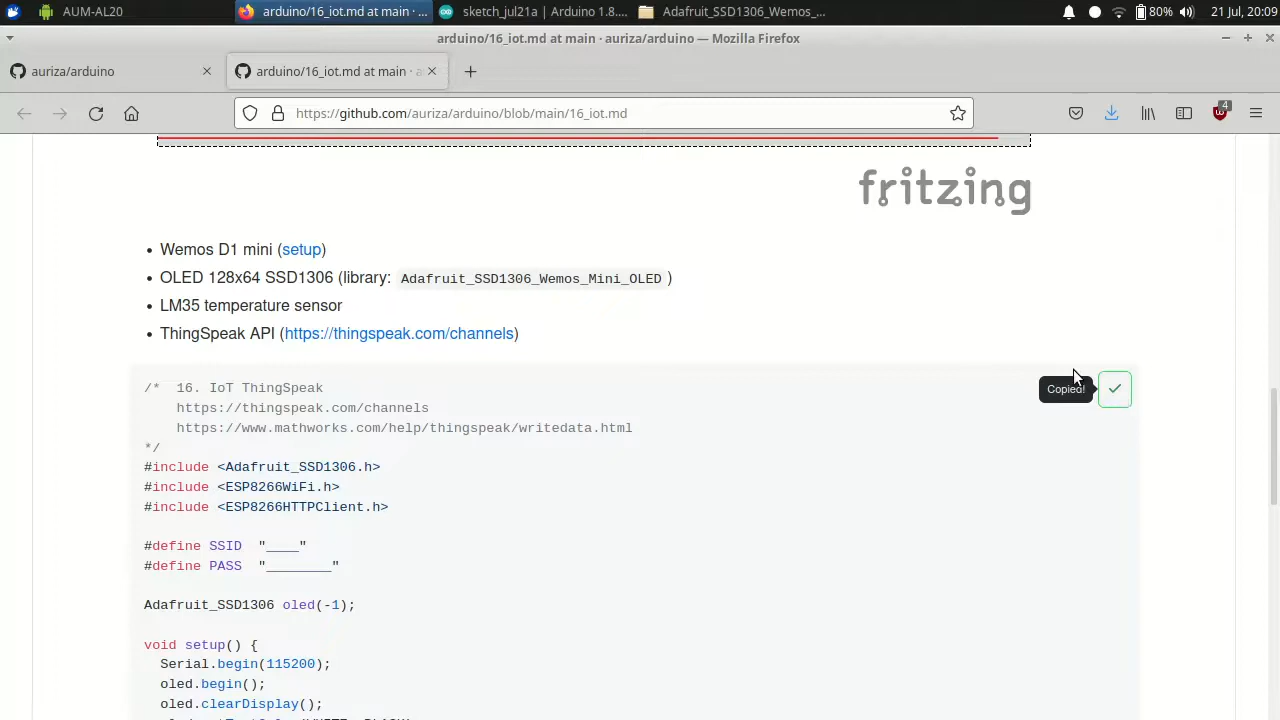 AUM-AL20
arduino/16_iot.md at main · ...
sketch_jul21a | Arduino 1.8....
Adafruit_SSD1306_Wemos_...
80%
21 Jul, 20:09
arduino/16_iot.md at main · auriza/arduino — Mozilla Firefox
auriza/arduino
arduino/16_iot.md at main · a
https://github.com/auriza/arduino/blob/main/16_iot.md
4
fritzing
• Wemos D1 mini (setup)
• OLED 128x64 SSD1306 (library: Adafruit_SSD1306_Wemos_Mini_OLED )
• LM35 temperature sensor
• ThingSpeak API (https://thingspeak.com/channels)
/*  16. IoT ThingSpeak
Copied!
    https://thingspeak.com/channels
    https://www.mathworks.com/help/thingspeak/writedata.html
*/
#include <Adafruit_SSD1306.h>
#include <ESP8266WiFi.h>
#include <ESP8266HTTPClient.h>
#define SSID  "____"
#define PASS  "________"
Adafruit_SSD1306 oled(-1);
void setup() {
  Serial.begin(115200);
  oled.begin();
  oled.clearDisplay();